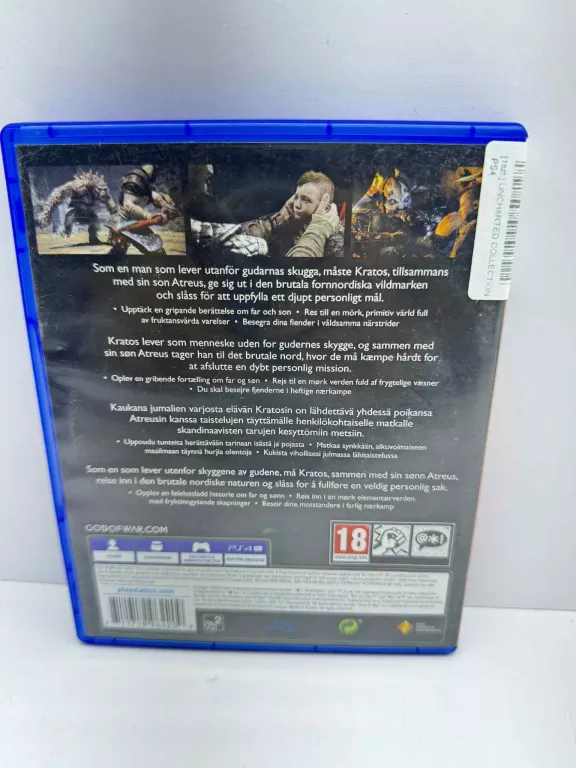 [TEXT] UNCHARTED COLLECTION
PS4
Som en man som lever utanför gudarnas skugga, måste Kratos, tillsammans
med sin son Atreus, ge sig ut i den brutala fornnordiska vildmarken
och slåss för att uppfylla ett djupt personligt mål.
• Upptäck en gripande berättelse om far och son • Res till en mörk, primitiv värld full
av fruktansvärda varelser • Besegra dina fiender i våldsamma närstrider
Kratos lever som menneske uden for gudernes skygge, og sammen med
sin søn Atreus tager han til det brutale nord, hvor de må kæmpe hårdt for
at afslutte en dybt personlig mission.
• Oplev en gribende fortælling om far og søn • Rejs til en mørk verden fuld af frygtelige væsner
• Du skal besejre fjenderne i heftige nærkampe
Kaukana jumalien varjosta elävän Kratosin on lähdettävä yhdessä poikansa
Atreusin kanssa taistelujen täyttämälle henkilökohtaiselle matkalle
skandinaavisten tarujen kesyttömiin metsiin.
• Uppoudu tunteita herättävään tarinaan isästä ja pojasta • Matkaa synkkään, alkuvoimaiseen
maailmaan täynnä hurjia olentoja • Kukista vihollisesi julmassa lähitaistelussa
Som en som lever utenfor skyggene av gudene, må Kratos, sammen med sin sønn Atreus,
reise inn i den brutale nordiske naturen og slåss for å fullføre en veldig personlig sak.
• Opplev en følelsesladd historie om far og sønn • Reis inn i en mørk elementærverden
med fryktinngytende skapninger • Beseir dine motstandere i farlig nærkamp
GODOFWAR.COM
PS4 PRO
18
www.pegi.info
@*!
playstation.com
2